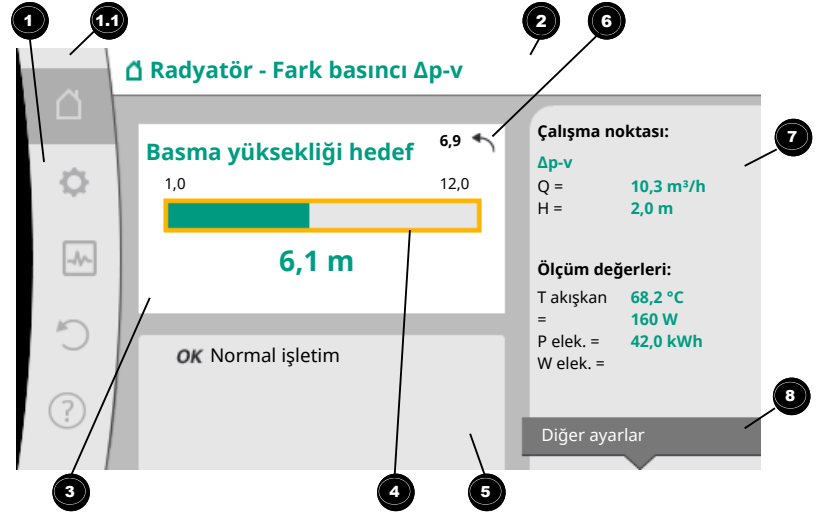 1
1.1
2
6
Radyatör - Fark basıncı Δp-v
Basma yüksekliği hedef
6,9
1,0
12,0
6,1 m
OK Normal işletim
Çalışma noktası:
Δp-v
Q = 10,3 m³/h
H = 2,0 m
Ölçüm değerleri:
T akışkan 68,2 °C
= 160 W
P elek. = 42,0 kWh
W elek. =
Diğer ayarlar
7
8
3
4
5
?